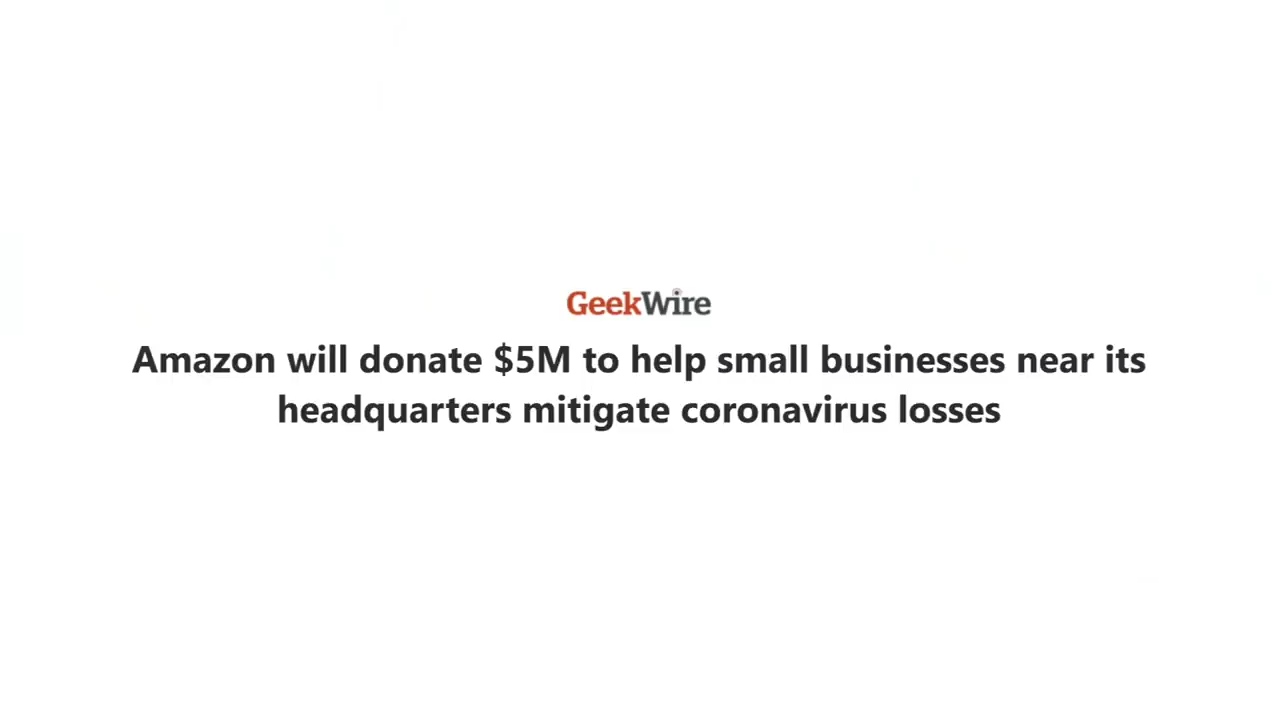 GeekWire
Amazon will donate $5M to help small businesses near its
headquarters mitigate coronavirus losses